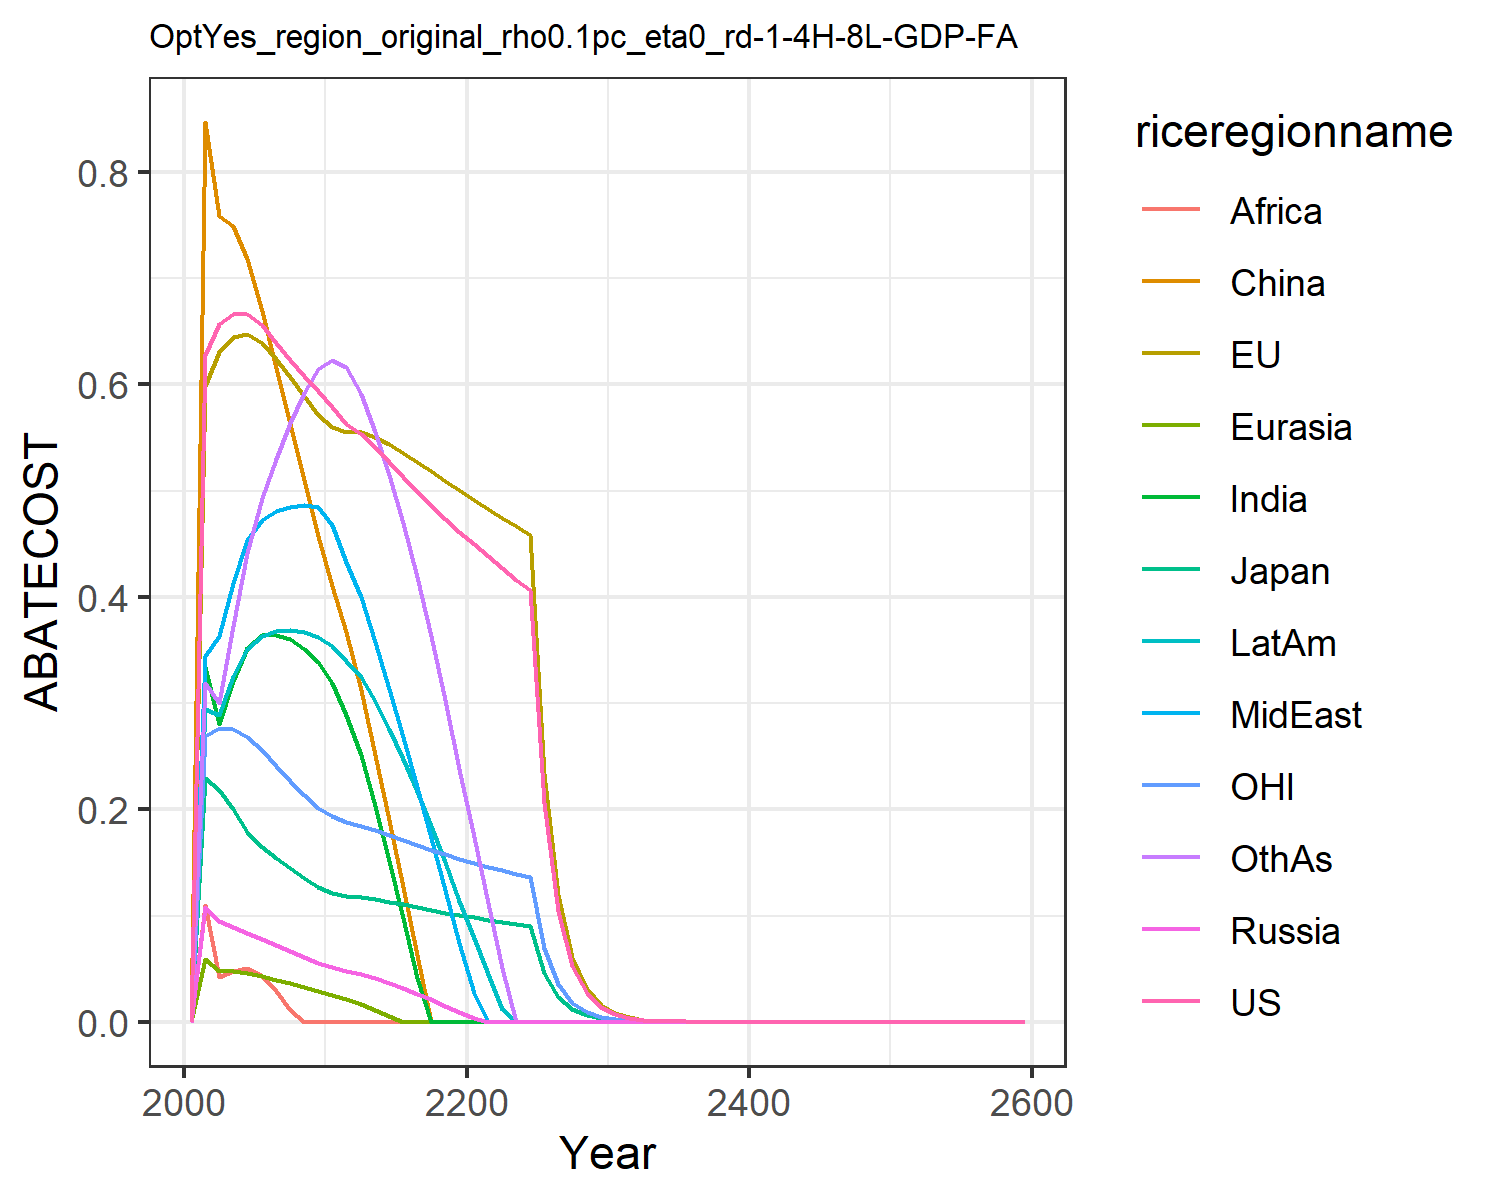 OptYes_region_original_rho0.1pc_eta0_rd-1-4H-8L-GDP-FA
ABATECOST
0.8
0.6
0.4
0.2
0.0
2000
2200
2400
2600
Year
riceregionname
Africa
China
EU
Eurasia
India
Japan
LatAm
MidEast
OHI
OthAs
Russia
US